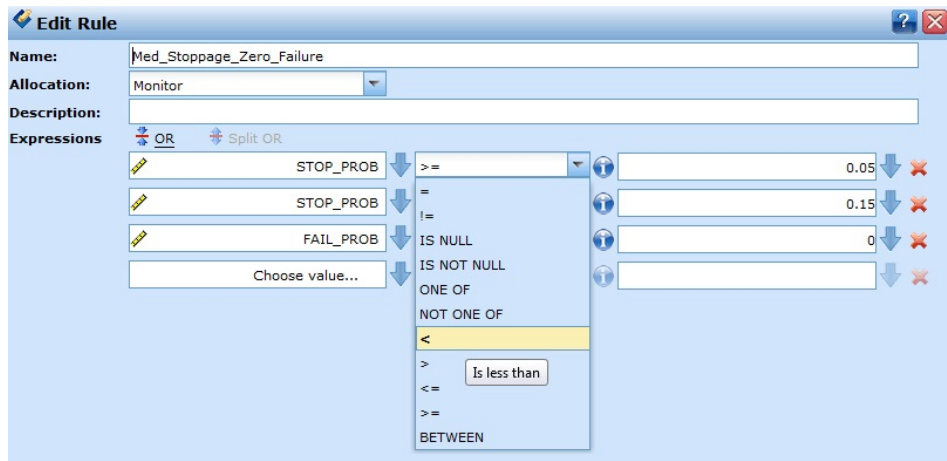 Edit Rule
?
Name: Med_Stoppage_Zero_Failure
Allocation: Monitor
Description:
Expressions OR Split OR
STOP_PROB >= 0.05
STOP_PROB 0.15
FAIL_PROB 0
Choose value...
=
!=
IS NULL
IS NOT NULL
ONE OF
NOT ONE OF
<
>
Is less than
<=
>=
BETWEEN